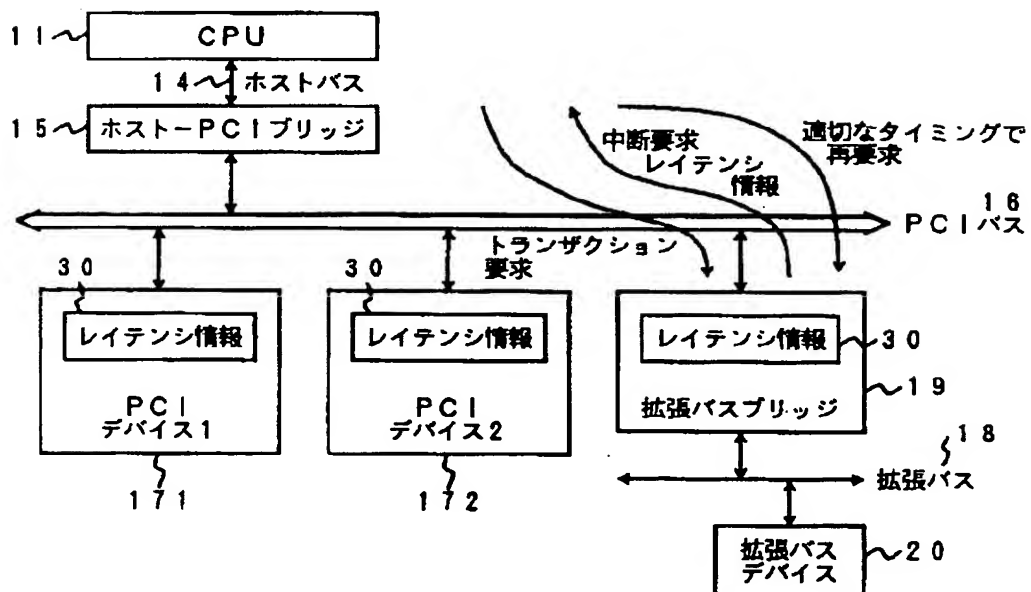 11
CPU
14 ホストバス
15
ホスト-PCIブリッジ
中断要求
レイテンシ
情報
適切なタイミングで
再要求
16
PCIバス
トランザクション
要求
30
レイテンシ情報
PCI
デバイス1
171
30
レイテンシ情報
PCI
デバイス2
172
レイテンシ情報
30
拡張バスブリッジ
19
18
拡張バス
拡張バス
デバイス
20